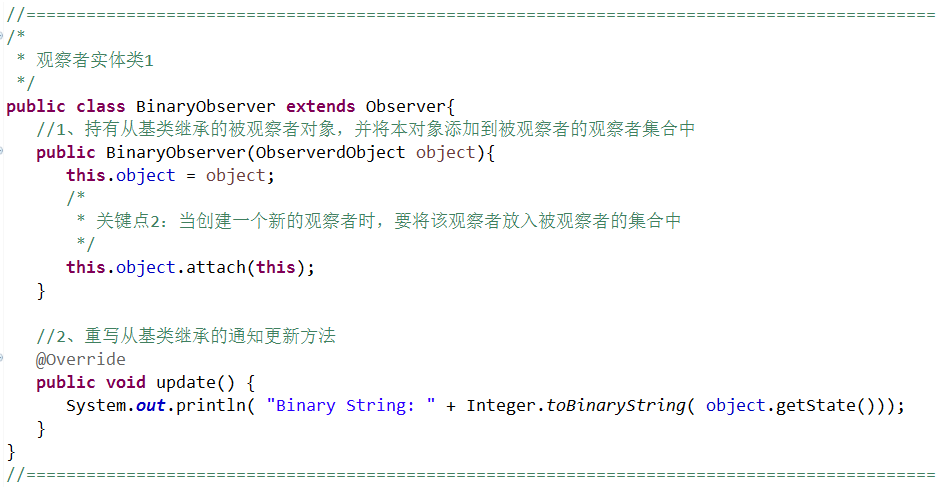 //===========================================================================================
/*
 * 观察者实体类1
 */
public class BinaryObserver extends Observer{
   //1、持有从基类继承的被观察者对象，并将本对象添加到被观察者的观察者集合中
   public BinaryObserver(ObserverdObject object){
      this.object = object;
      /*
       * 关键点2：当创建一个新的观察者时，要将该观察者放入被观察者的集合中
       */
      this.object.attach(this);
   }
   //2、重写从基类继承的通知更新方法
   @Override
   public void update() {
      System.out.println( "Binary String: " + Integer.toBinaryString( object.getState()));
   }
}
//===========================================================================================